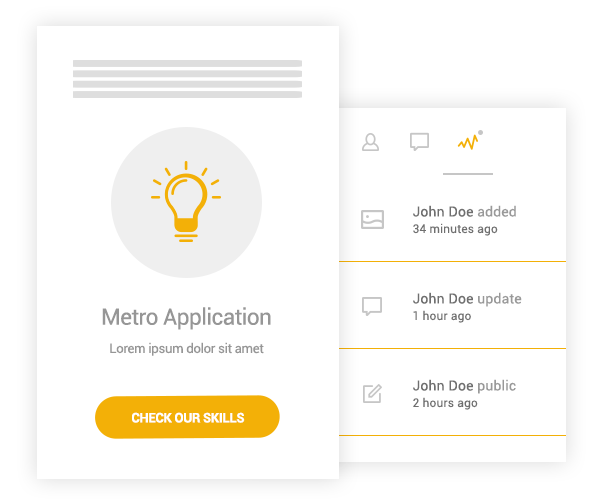 Metro Application
Lorem ipsum dolor sit amet
CHECK OUR SKILLS
John Doe added
34 minutes ago
John Doe update
1 hour ago
John Doe public
2 hours ago